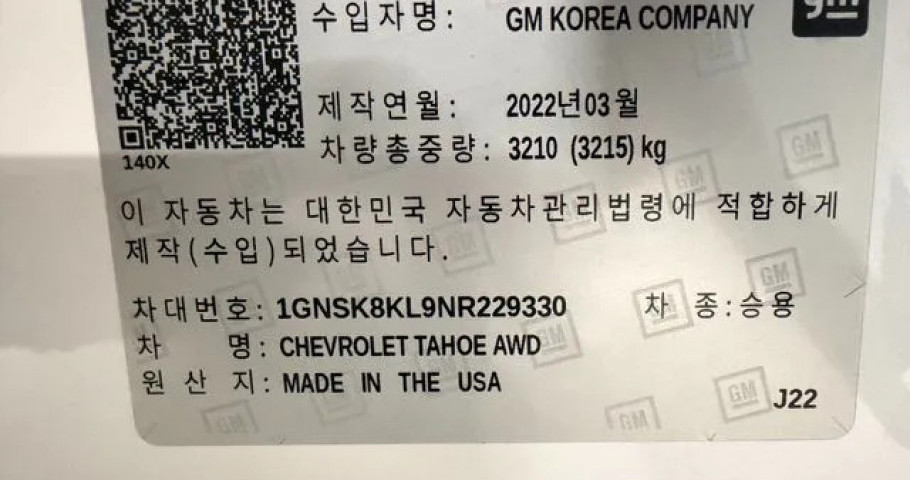 수입자명: GM KOREA COMPANY
gm
제작연월: 2022년03월
차량총중량: 3210 (3215) kg
140X
이 자동차는 대한민국 자동차관리법령에 적합하게
제작(수입)되었습니다.
차대번호: 1GNSK8KL9NR229330 차 종:승용
차 명: CHEVROLET TAHOE AWD
원 산 지: MADE IN THE USA
J22